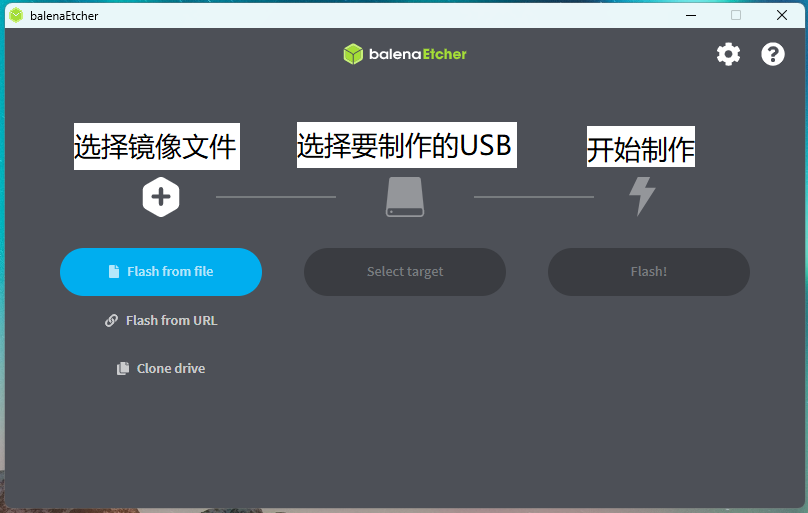 balenaEtcher
balenaEtcher
选择镜像文件
选择要制作的USB
开始制作
Flash from file
Select target
Flash!
Flash from URL
Clone drive